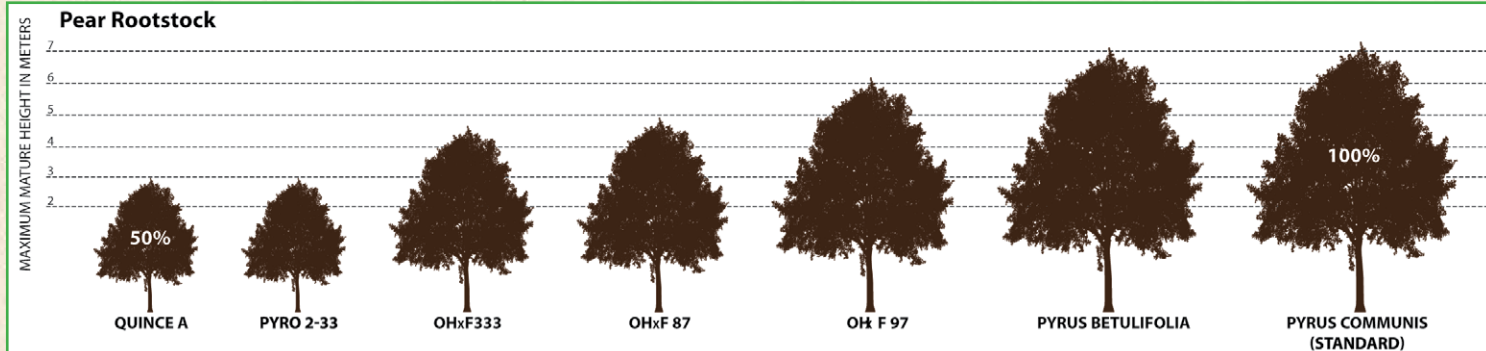 Pear Rootstock
MAXIMUM MATURE HEIGHT IN METERS
7
6
5
4
3
2
50%
100%
QUINCE A
PYRO 2-33
OHxF333
OHxF 87
OHx F 97
PYRUS BETULIFOLIA
PYRUS COMMUNIS
(STANDARD)